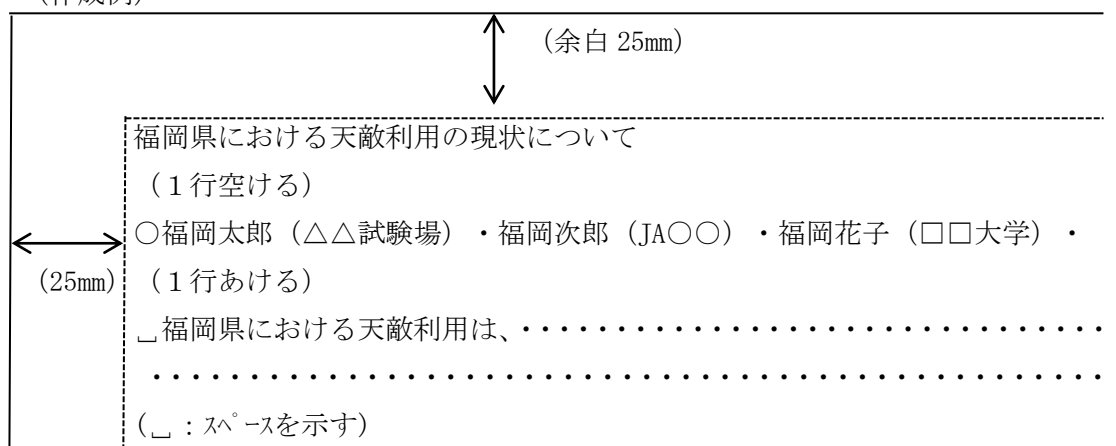 (余白 25mm)
福岡県における天敵利用の現状について
(1行空ける)
○福岡太郎(△△試験場)・福岡次郎(JA○○)・福岡花子(□□大学)・
(25mm)
(1行あける)
␣福岡県における天敵利用は、・・・・・・・・・・・・・・・・・・・・・・・・・・・・・・
・・・・・・・・・・・・・・・・・・・・・・・・・・・・・・・・・・・・・・・・・・・・・・・・・
(␣:スペースを示す)